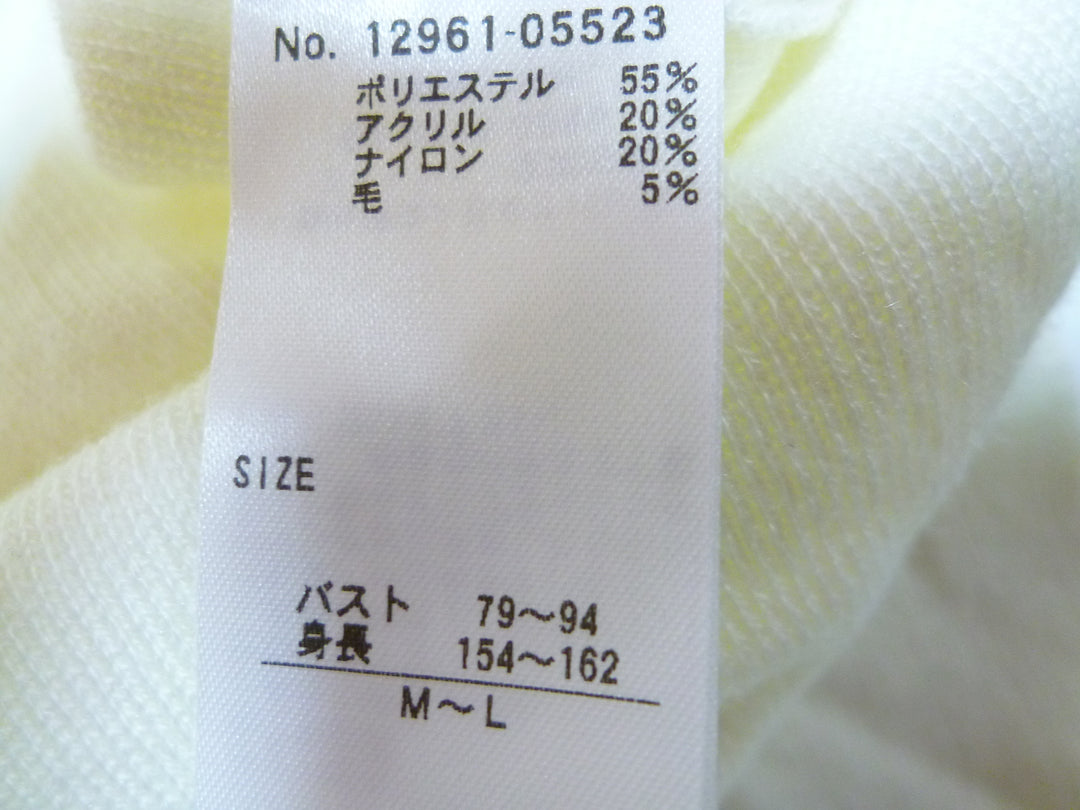 No. 12961-05523
ポリエステル 55%
アクリル 20%
ナイロン 20%
毛 5%
SIZE
バスト 79～94
身長 154～162
M～L